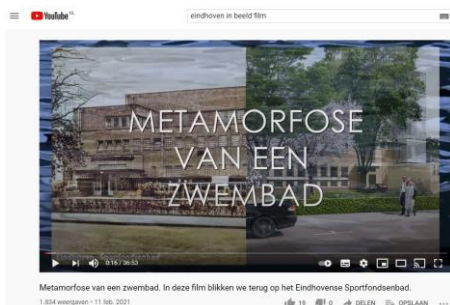 YouTube NL
eindhoven in beeld film
METAMORFOSE
VAN EEN
ZWEMBAD
Eindhoven, Sportfondsenbad
0:16 / 36:53
Metamorfose van een zwembad. In deze film blikken we terug op het Eindhovense Sportfondsenbad.
1.834 weergaven • 11 feb. 2021
19
0
DELEN
OPSLAAN